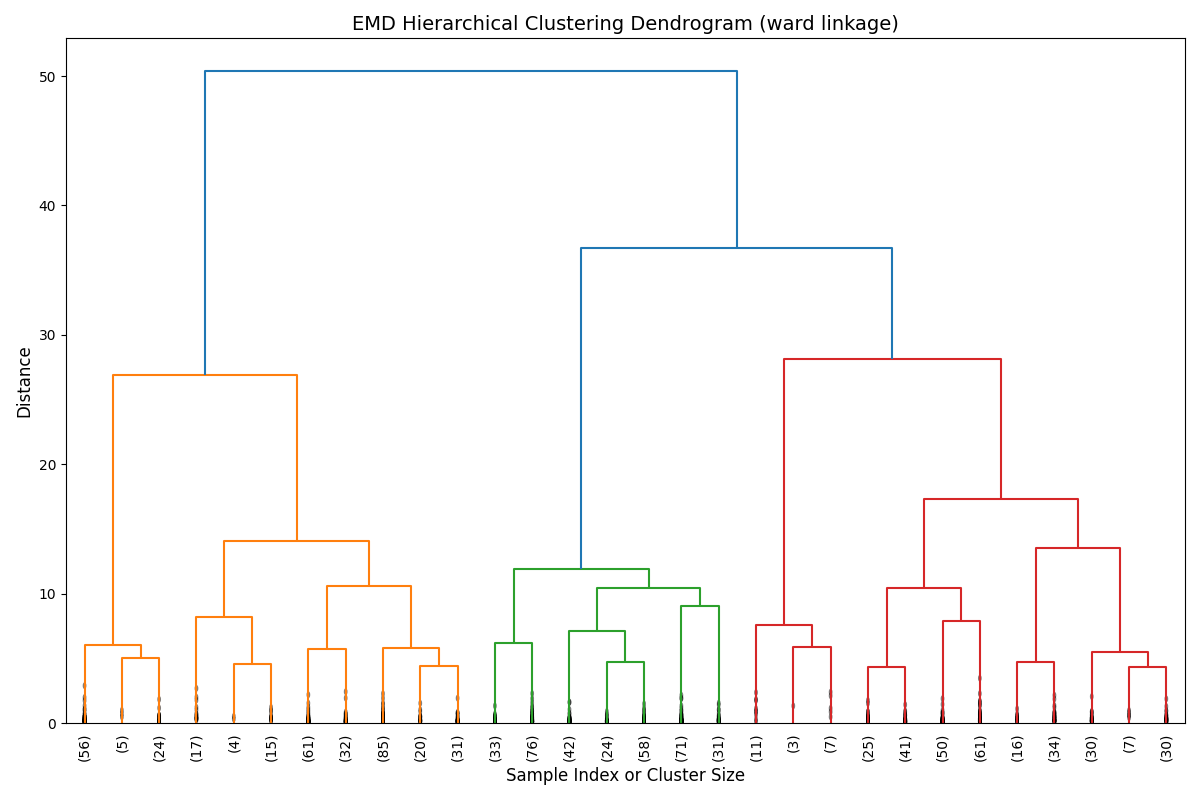 EMD Hierarchical Clustering Dendrogram (ward linkage)
50
40
30
20
10
0
Distance
(56) (5) (24) (17) (4) (15) (61) (32) (85) (20) (31) (33) (76) (42) (24) (58) (71) (31) (11) (3) (7) (25) (41) (50) (61) (16) (34) (30) (7) (30)
Sample Index or Cluster Size